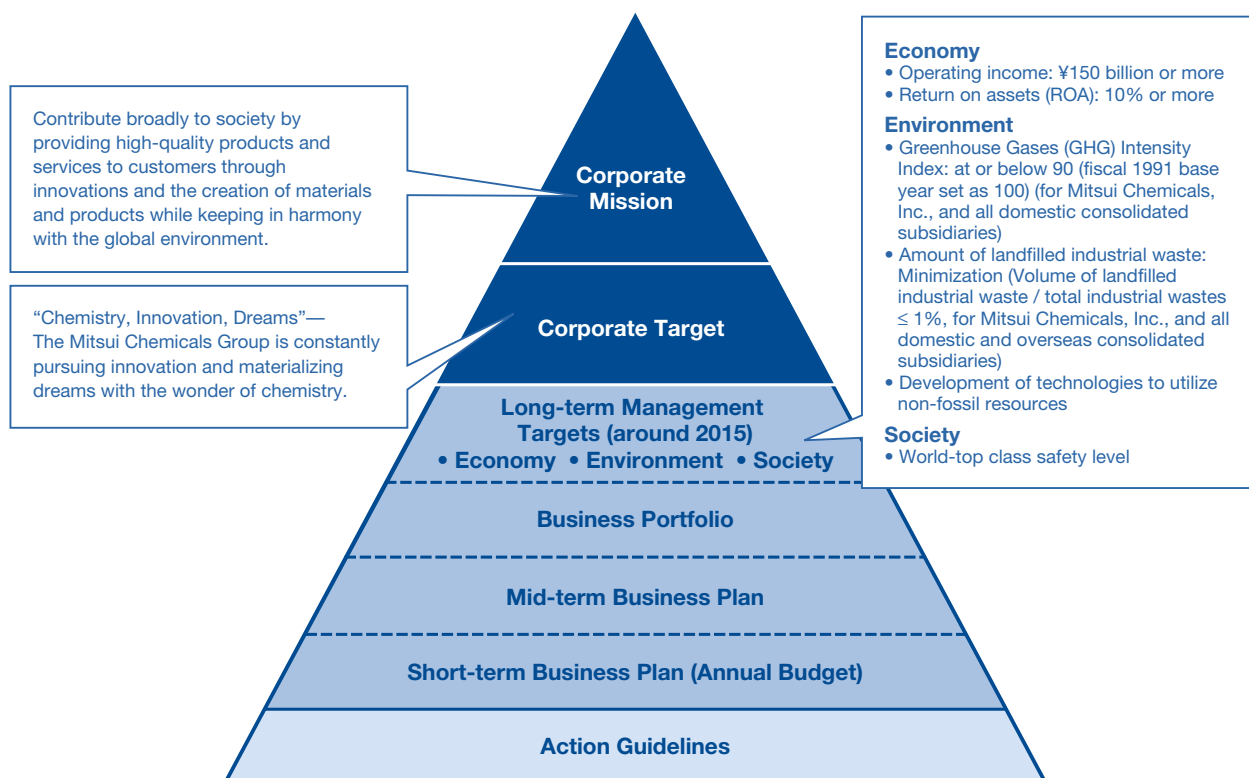 Contribute broadly to society by
providing high-quality products and
services to customers through
innovations and the creation of materials
and products while keeping in harmony
with the global environment.
“Chemistry, Innovation, Dreams”—
The Mitsui Chemicals Group is constantly
pursuing innovation and materializing
dreams with the wonder of chemistry.
Corporate
Mission
Corporate Target
Long-term Management
Targets (around 2015)
• Economy • Environment • Society
Business Portfolio
Mid-term Business Plan
Short-term Business Plan (Annual Budget)
Action Guidelines
Economy
• Operating income: ¥150 billion or more
• Return on assets (ROA): 10% or more
Environment
• Greenhouse Gases (GHG) Intensity
Index: at or below 90 (fiscal 1991 base
year set as 100) (for Mitsui Chemicals,
Inc., and all domestic consolidated
subsidiaries)
• Amount of landfilled industrial waste:
Minimization (Volume of landfilled
industrial waste / total industrial wastes
≤ 1%, for Mitsui Chemicals, Inc., and all
domestic and overseas consolidated
subsidiaries)
• Development of technologies to utilize
non-fossil resources
Society
• World-top class safety level